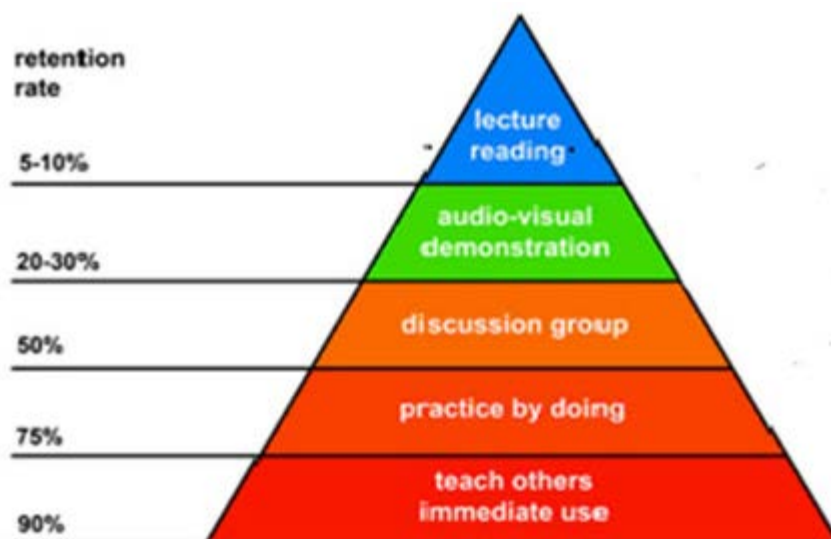 retention
rate
lecture
reading
5-10%
audio-visual
demonstration
20-30%
discussion group
50%
practice by doing
75%
teach others
immediate use
90%